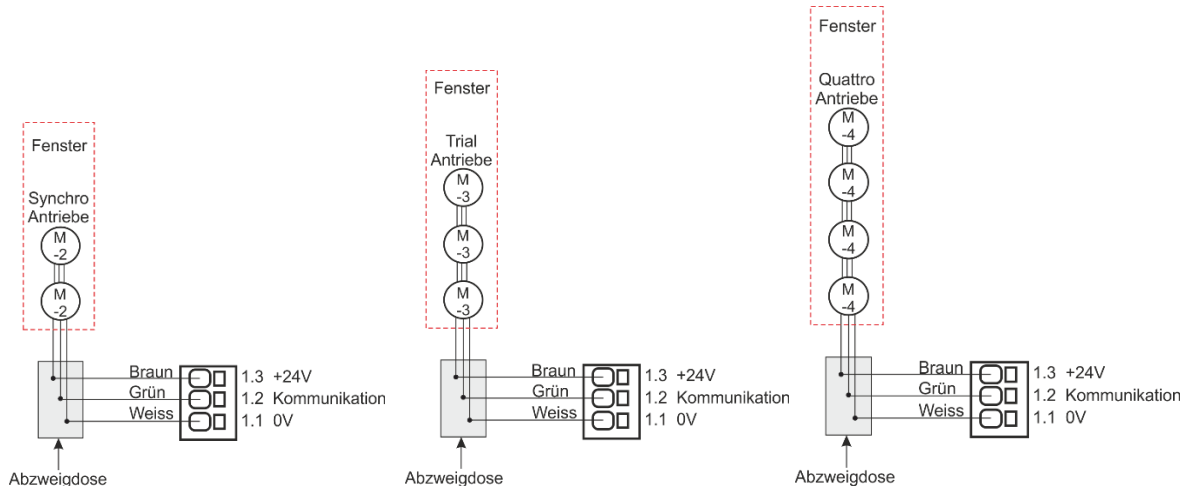 Fenster
Synchro
Antriebe
M
-2
M
-2
Braun
1.3 +24V
Grün
1.2 Kommunikation
Weiss
1.1 0V
Abzweigdose
Fenster
Trial
Antriebe
M
-3
M
-3
M
-3
Braun
1.3 +24V
Grün
1.2 Kommunikation
Weiss
1.1 0V
Abzweigdose
Fenster
Quattro
Antriebe
M
-4
M
-4
M
-4
M
-4
Braun
1.3 +24V
Grün
1.2 Kommunikation
Weiss
1.1 0V
Abzweigdose